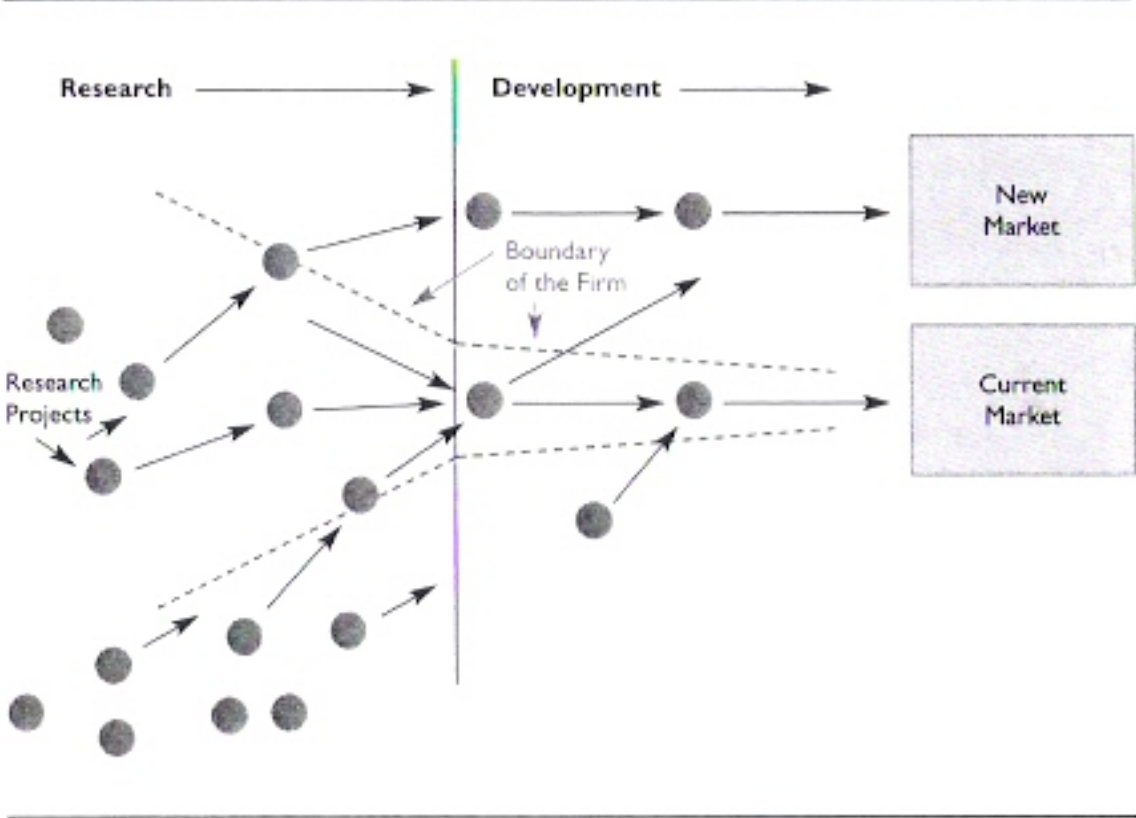 Research
Development
New
Market
Boundary
of the Firm
Research
Projects
Current
Market